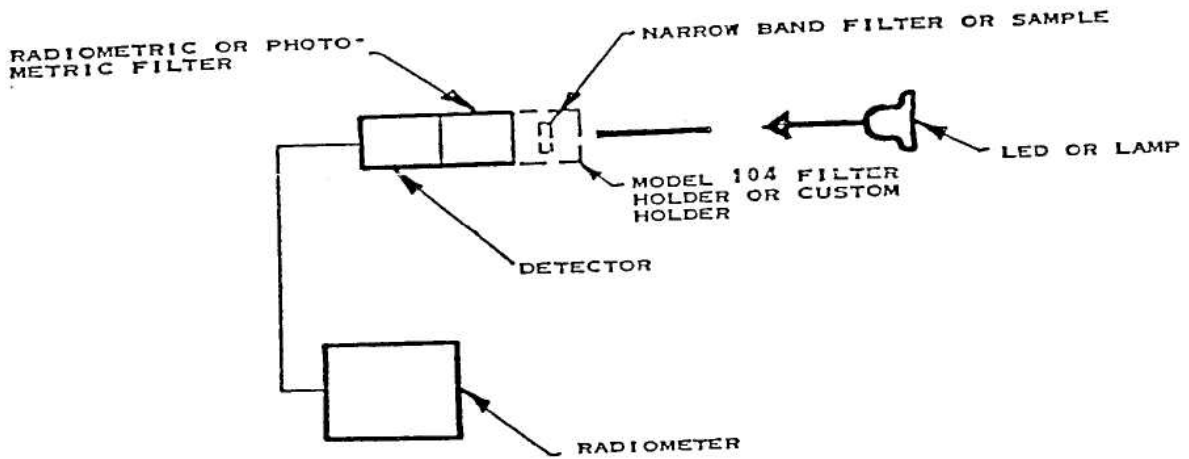 RADIOMETRIC OR PHOTO-
METRIC FILTER
NARROW BAND FILTER OR SAMPLE
LED OR LAMP
MODEL 104 FILTER
HOLDER OR CUSTOM
HOLDER
DETECTOR
RADIOMETER